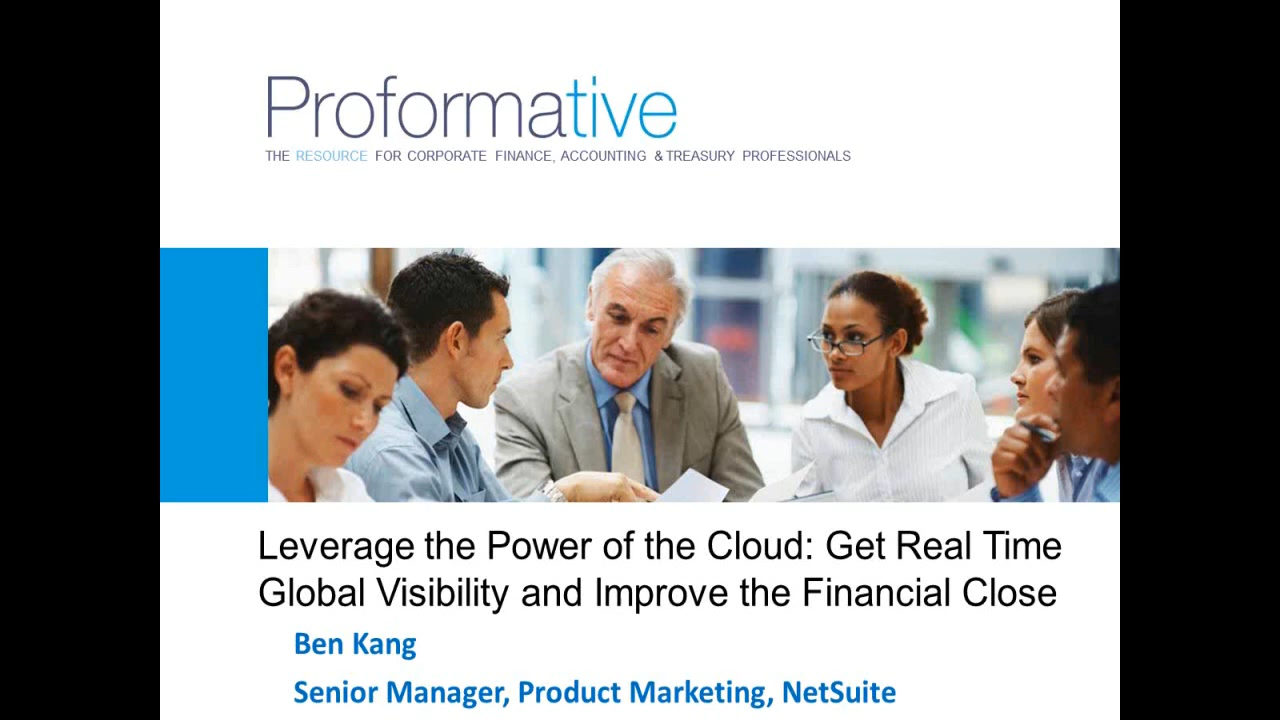 Proformative
THE RESOURCE FOR CORPORATE FINANCE, ACCOUNTING & TREASURY PROFESSIONALS
Leverage the Power of the Cloud: Get Real Time
Global Visibility and Improve the Financial Close
Ben Kang
Senior Manager, Product Marketing, NetSuite